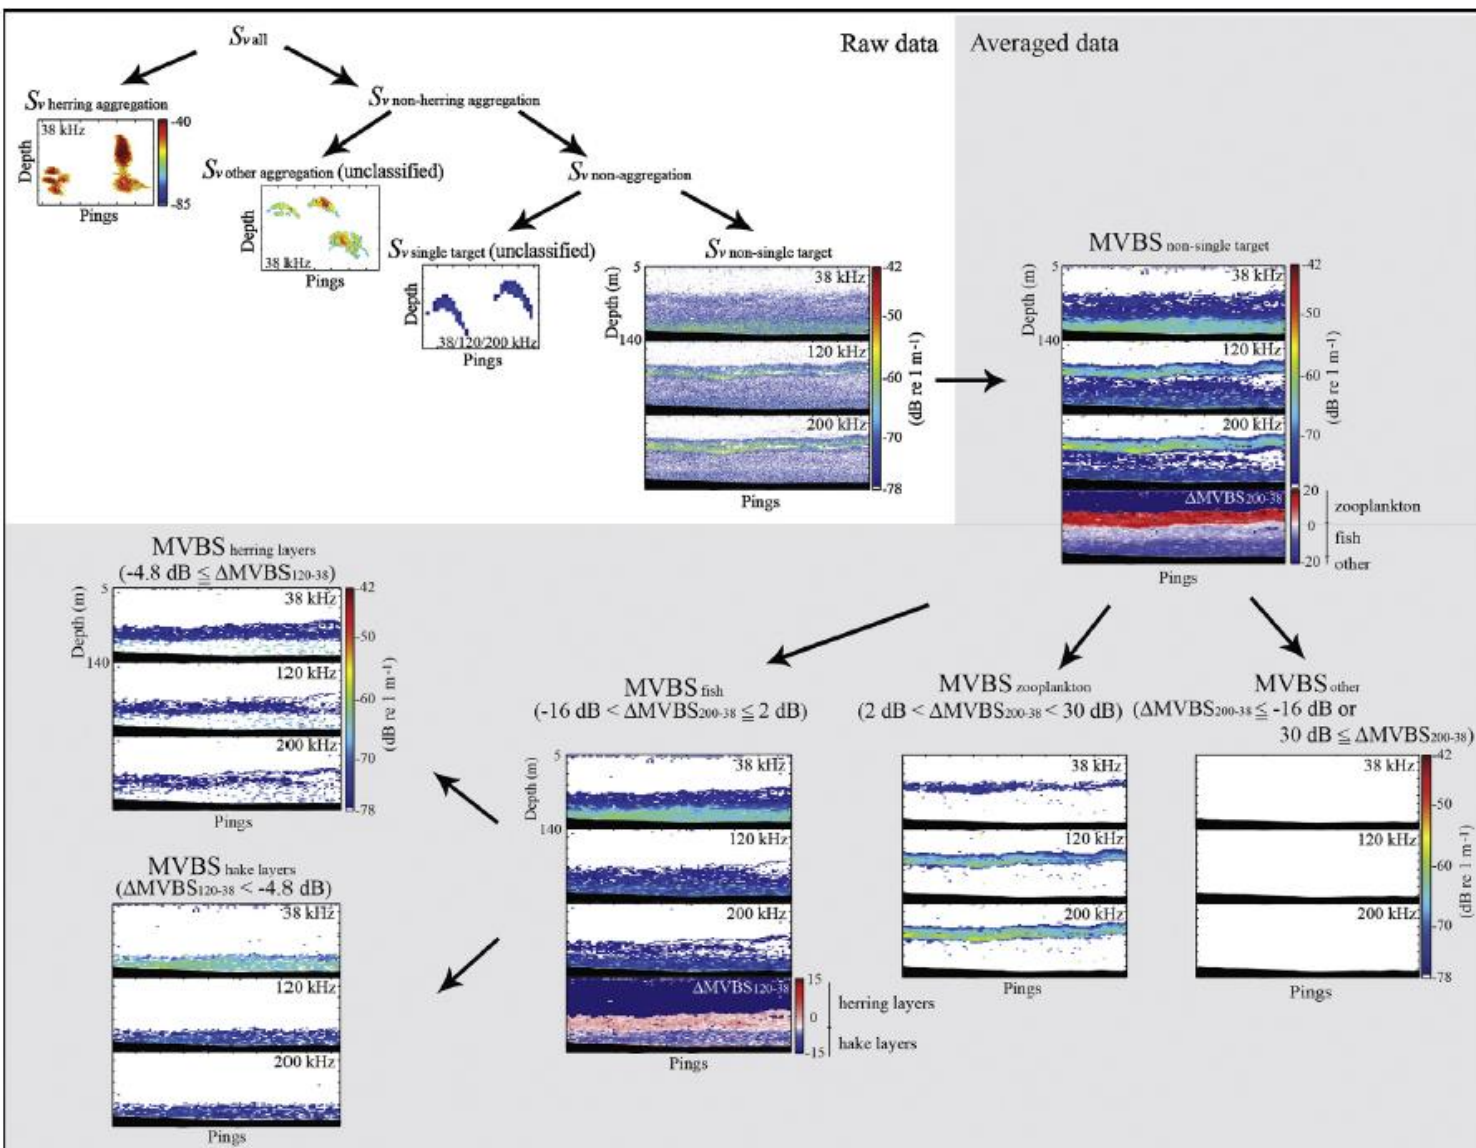 Raw data
Averaged data
Sv all
Sv herring aggregation
38 kHz
Depth
Pings
-40
-85
Sv non-herring aggregation
Sv other aggregation (unclassified)
Depth
38 kHz
Pings
Sv non-aggregation
Sv single target (unclassified)
Depth
38/120/200 kHz
Pings
Sv non-single target
5
38 kHz
Depth (m)
140
120 kHz
200 kHz
Pings
-42
-50
-60
-70
-78
(dB re 1 m-1)
MVBS non-single target
5
38 kHz
Depth (m)
140
120 kHz
200 kHz
ΔMVBS200-38
Pings
-42
-50
-60
-70
(dB re 1 m-1)
20
0
-20
zooplankton
fish
other
MVBS herring layers
(-4.8 dB ≦ ΔMVBS120-38)
5
38 kHz
Depth (m)
140
120 kHz
200 kHz
Pings
-42
-50
-60
-70
-78
(dB re 1 m-1)
MVBS hake layers
(ΔMVBS120-38 < -4.8 dB)
38 kHz
120 kHz
200 kHz
Pings
MVBS fish
(-16 dB < ΔMVBS200-38 ≦ 2 dB)
5
38 kHz
Depth (m)
140
120 kHz
200 kHz
ΔMVBS120-38
Pings
15
0
-15
herring layers
hake layers
MVBS zooplankton
(2 dB < ΔMVBS200-38 < 30 dB)
38 kHz
120 kHz
200 kHz
Pings
MVBS other
(ΔMVBS200-38 ≦ -16 dB or
30 dB ≦ ΔMVBS200-38)
38 kHz
120 kHz
200 kHz
Pings
-42
-50
-60
-70
-78
(dB re 1 m-1)